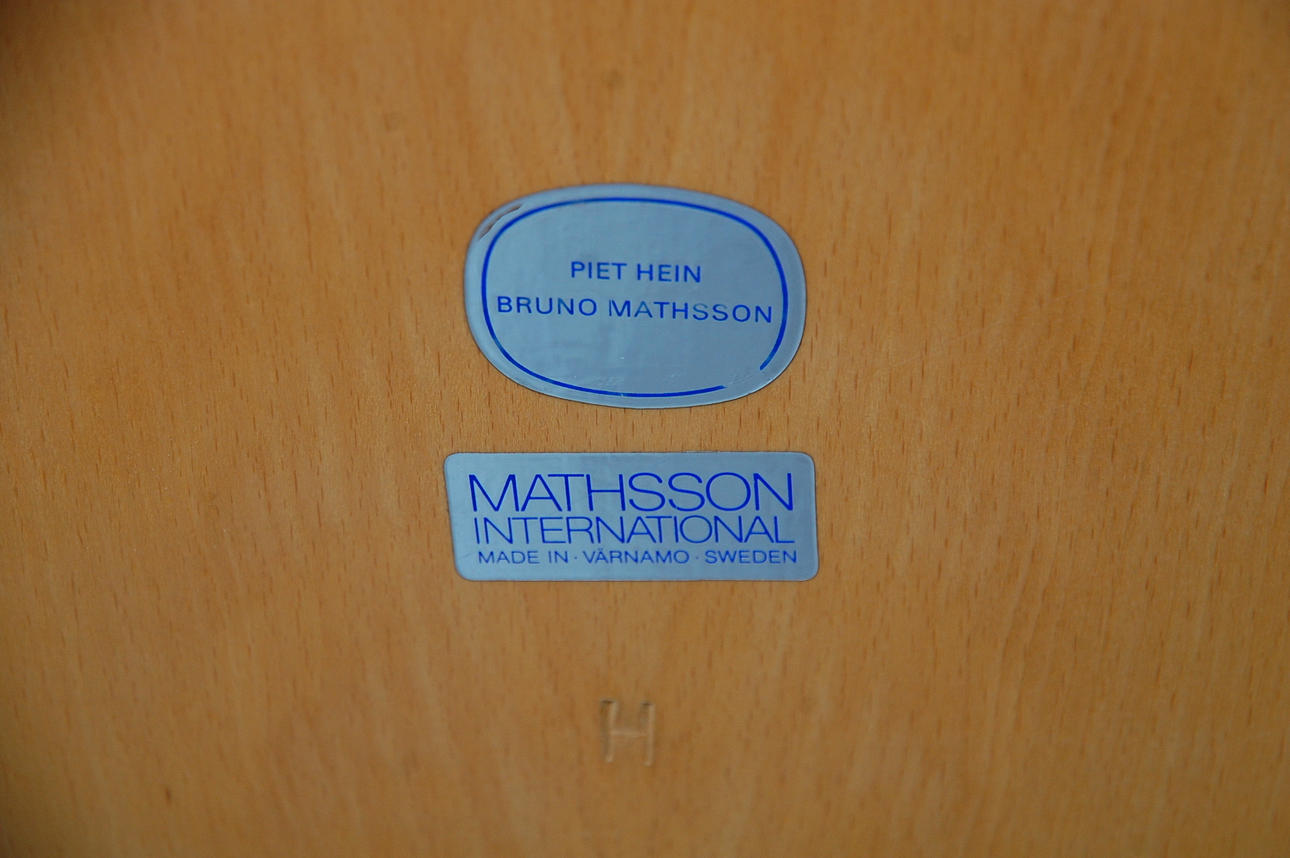 PIET HEIN
BRUNO MATHSSON
MATHSSON
INTERNATIONAL
MADE IN · VÄRNAMO · SWEDEN
H